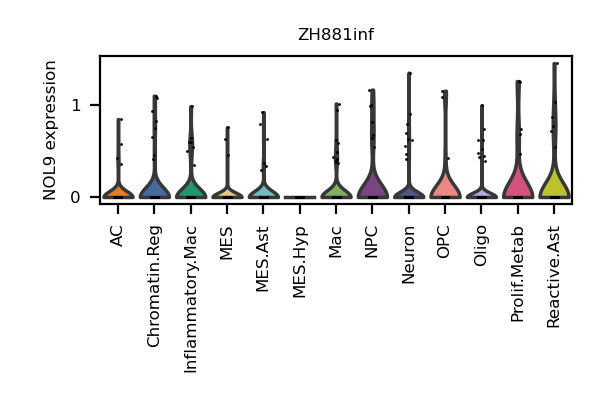 ZH881inf
NOL9 expression
1
0
AC
Chromatin.Reg
Inflammatory.Mac
MES
MES.Ast
MES.Hyp
Mac
NPC
Neuron
OPC
Oligo
Prolif.Metab
Reactive.Ast